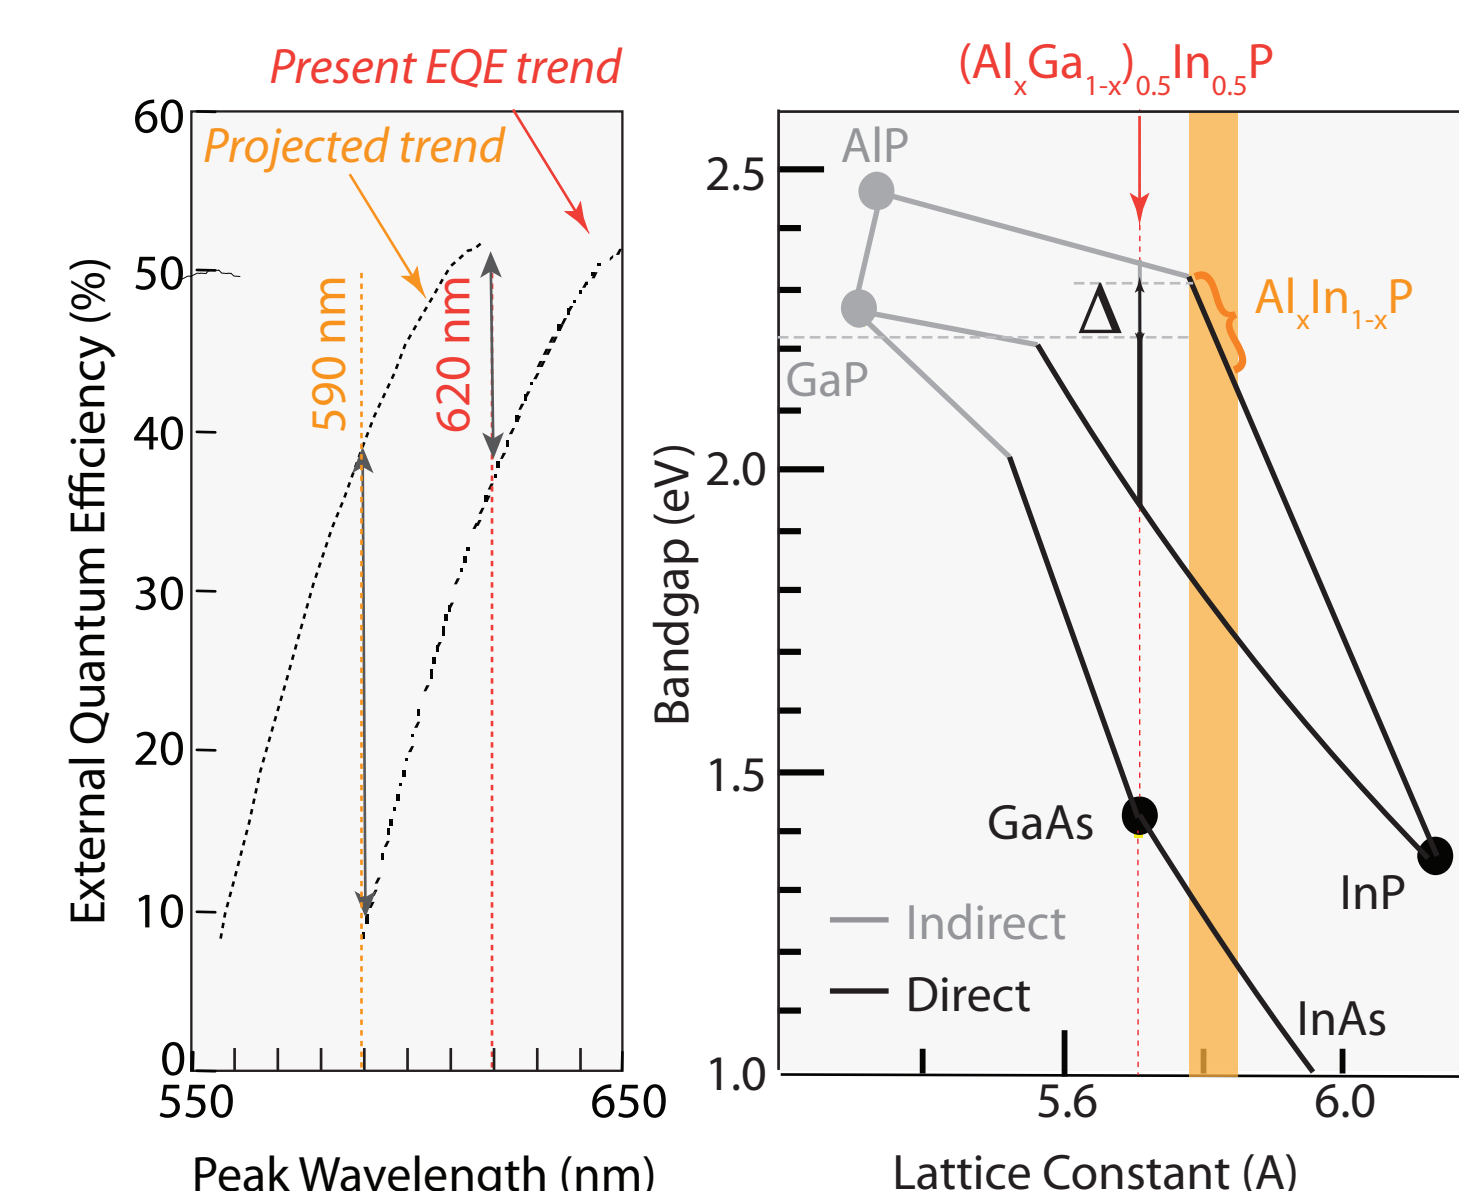 Present EQE trend
Projected trend
60
50
40
30
20
10
0
590 nm
620 nm
External Quantum Efficiency (%)
550
650
Peak Wavelength (nm)
(AlₓGa₁₋ₓ)₀.₅In₀.₅P
AlP
2.5
2.0
1.5
1.0
Δ
AlₓIn₁₋ₓP
GaP
Bandgap (eV)
GaAs
InP
Indirect
Direct
InAs
5.6
6.0
Lattice Constant (A)